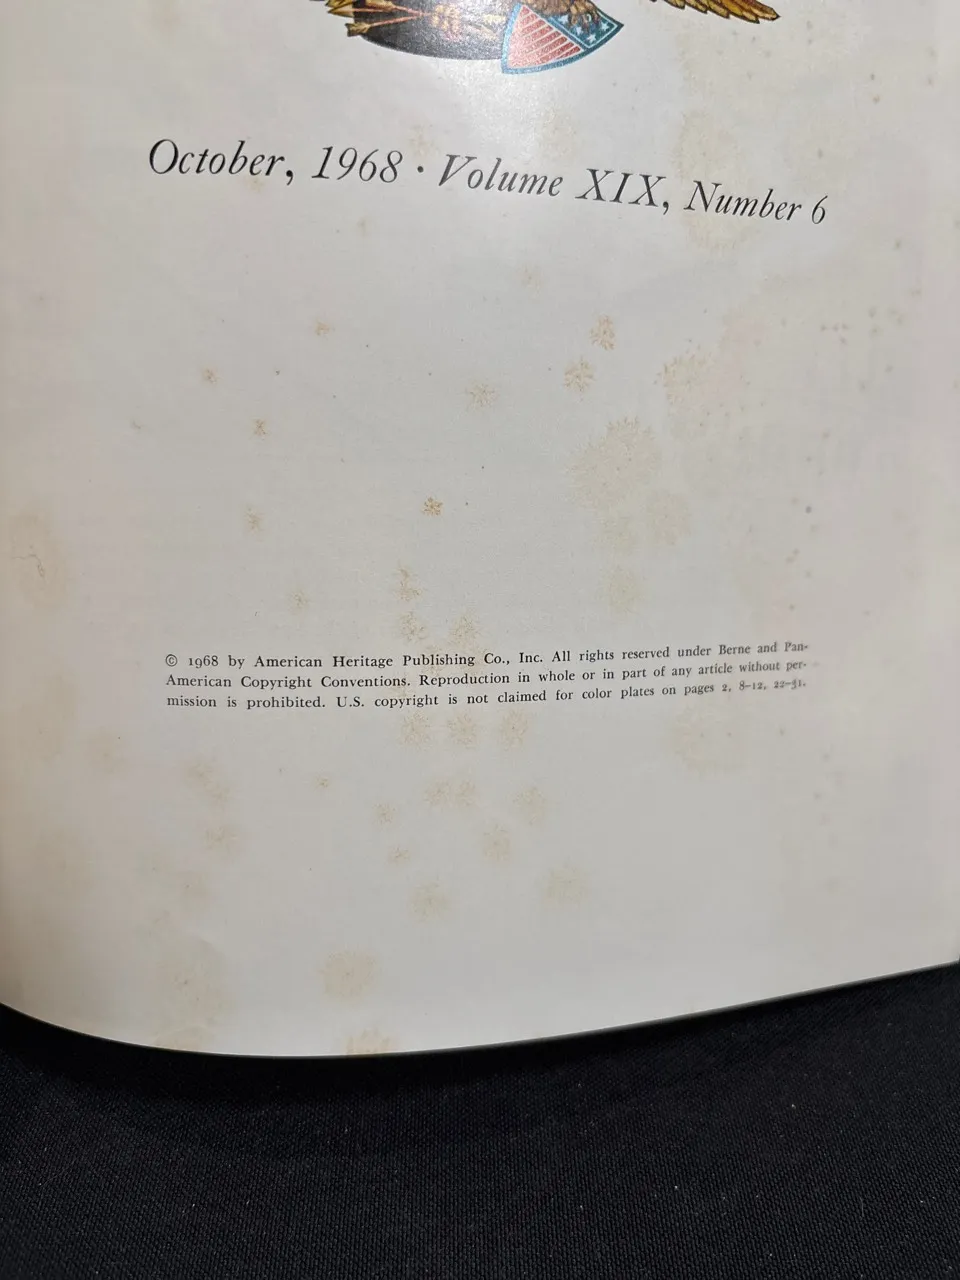 October, 1968 · Volume XIX, Number 6
© 1968 by American Heritage Publishing Co., Inc. All rights reserved under Berne and Pan-
American Copyright Conventions. Reproduction in whole or in part of any article without per-
mission is prohibited. U.S. copyright is not claimed for color plates on pages 2, 8–12, 22–31.